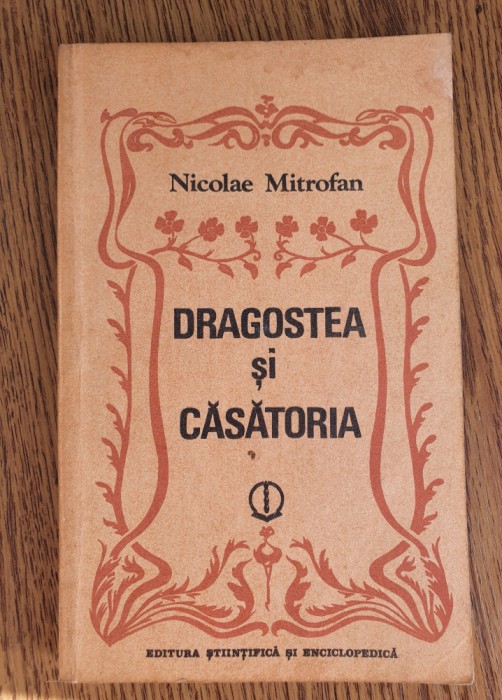 Nicolae Mitrofan
DRAGOSTEA
și
CĂSĂTORIA
EDITURA ȘTIINȚIFICĂ ȘI ENCICLOPEDICĂ